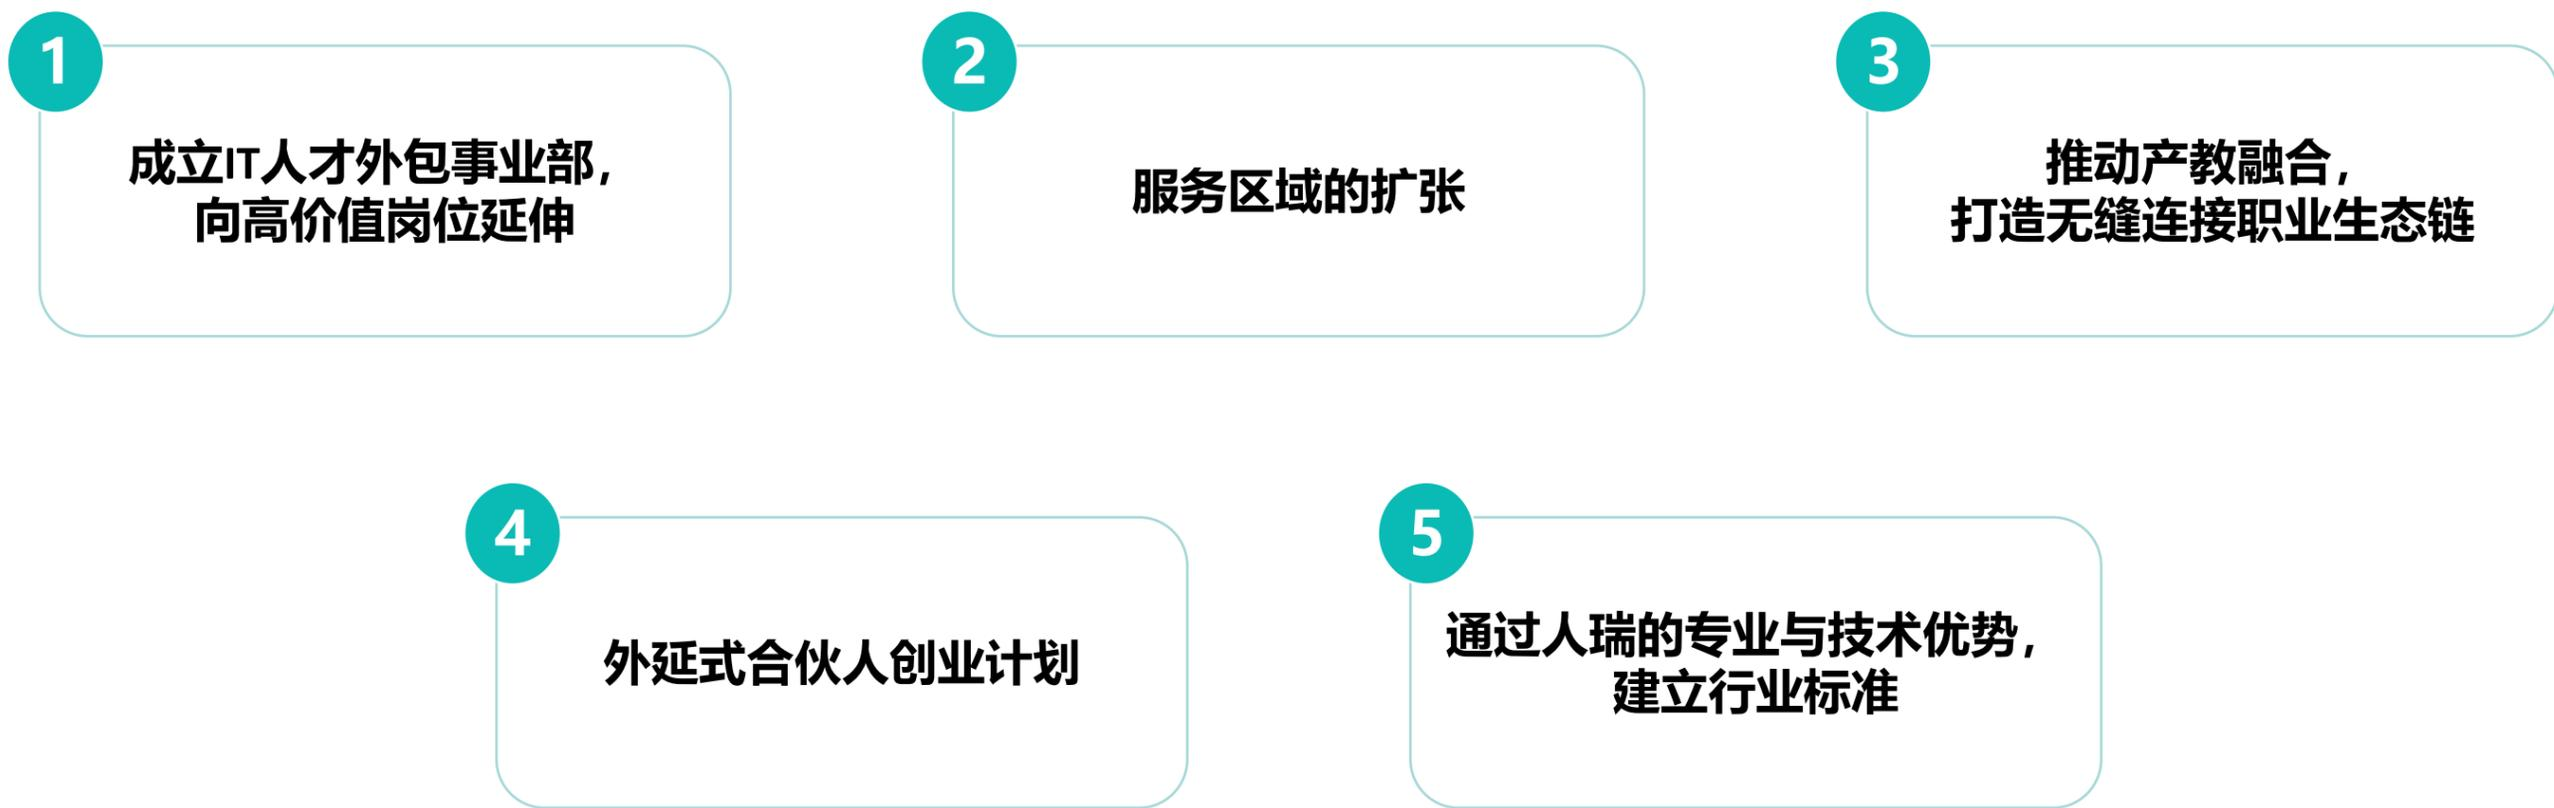 1
成立IT人才外包事业部，
向高价值岗位延伸
2
服务区域的扩张
3
推动产教融合，
打造无缝连接职业生态链
4
外延式合伙人创业计划
5
通过人瑞的专业与技术优势，
建立行业标准